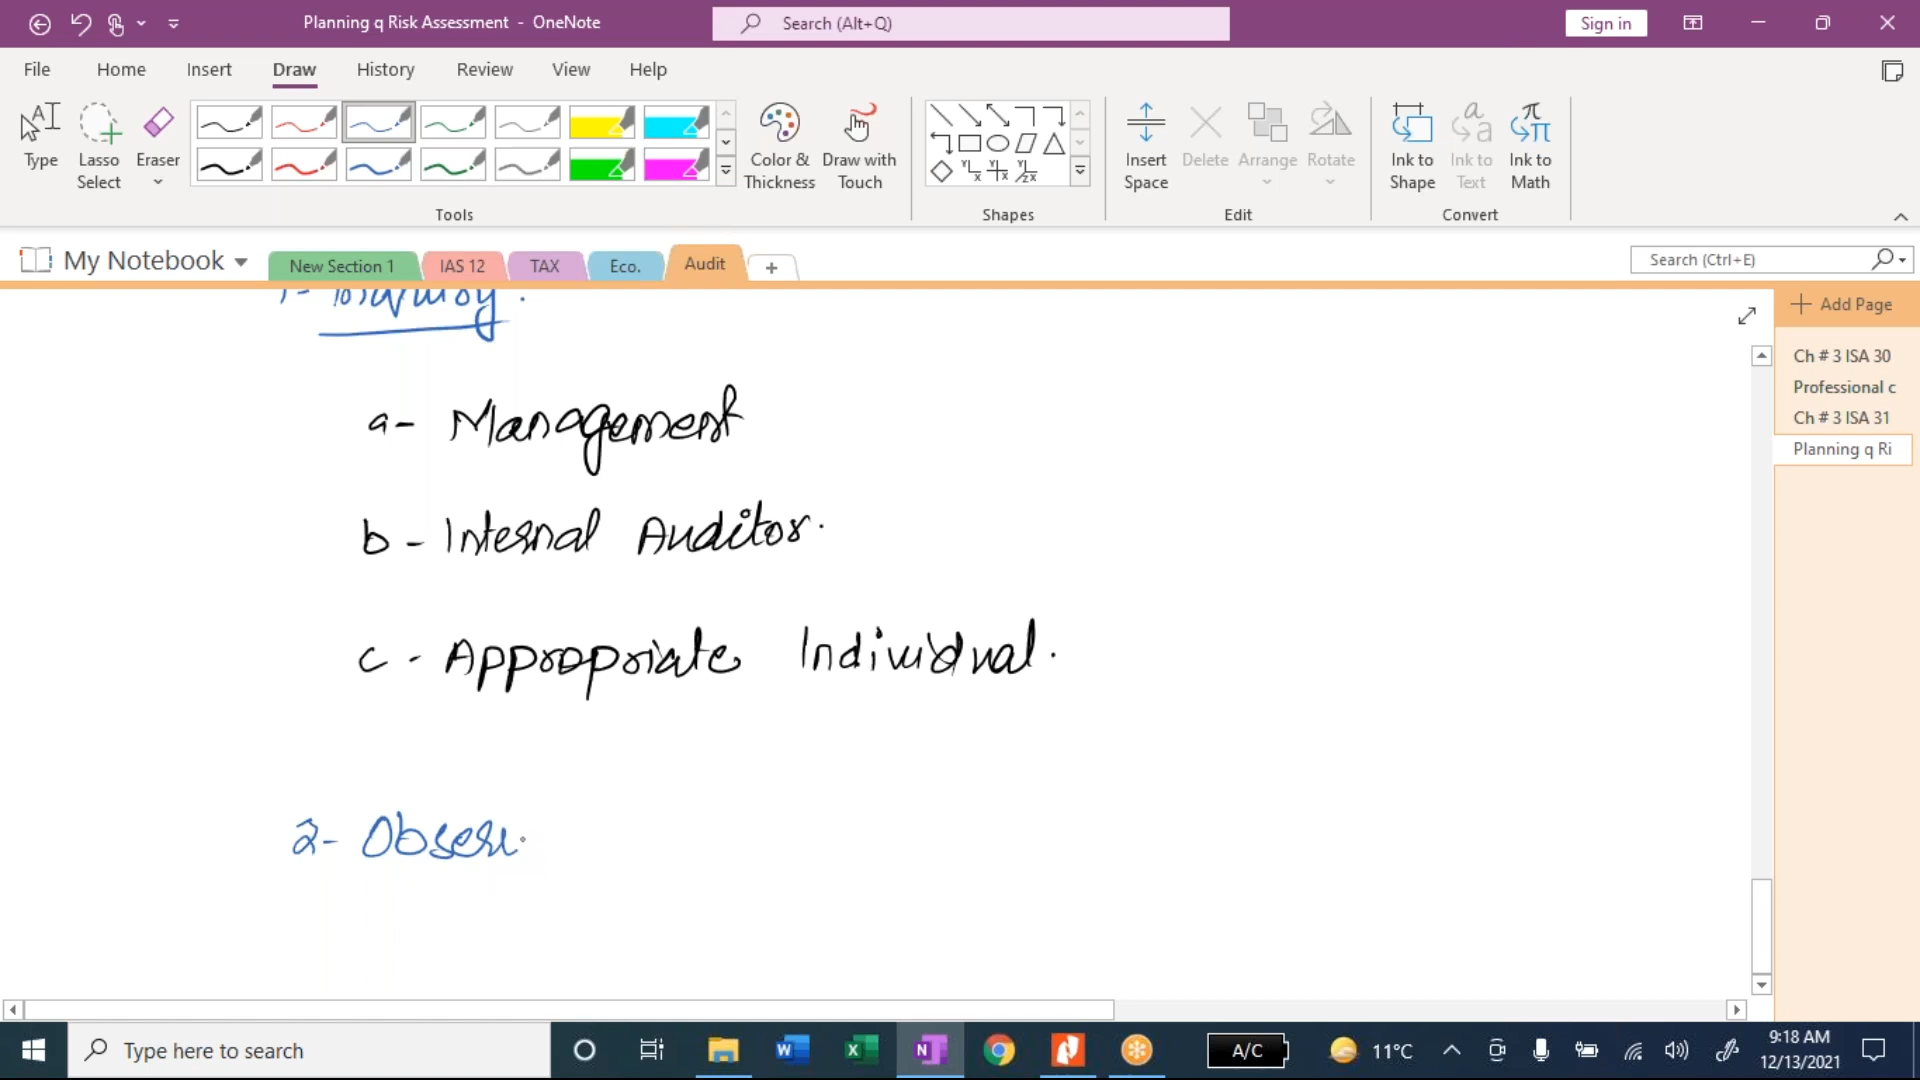 Planning q Risk Assessment - OneNote
Search (Alt+Q)
Sign in
File Home Insert Draw History Review View Help
Type
Lasso Select
Eraser
Color & Thickness
Draw with Touch
Insert Space
Delete
Arrange
Rotate
Ink to Shape
Ink to Text
Ink to Math
Tools Shapes Edit Convert
My Notebook
New Section 1 IAS 12 TAX Eco. Audit
Search (Ctrl+E)
Add Page
Ch # 3 ISA 30
Professional c
Ch # 3 ISA 31
Planning q Ri
a- Management
b- Internal Auditor.
c- Appropriate Individual.
2- Observ
Type here to search
A/C
11°C
9:18 AM
12/13/2021